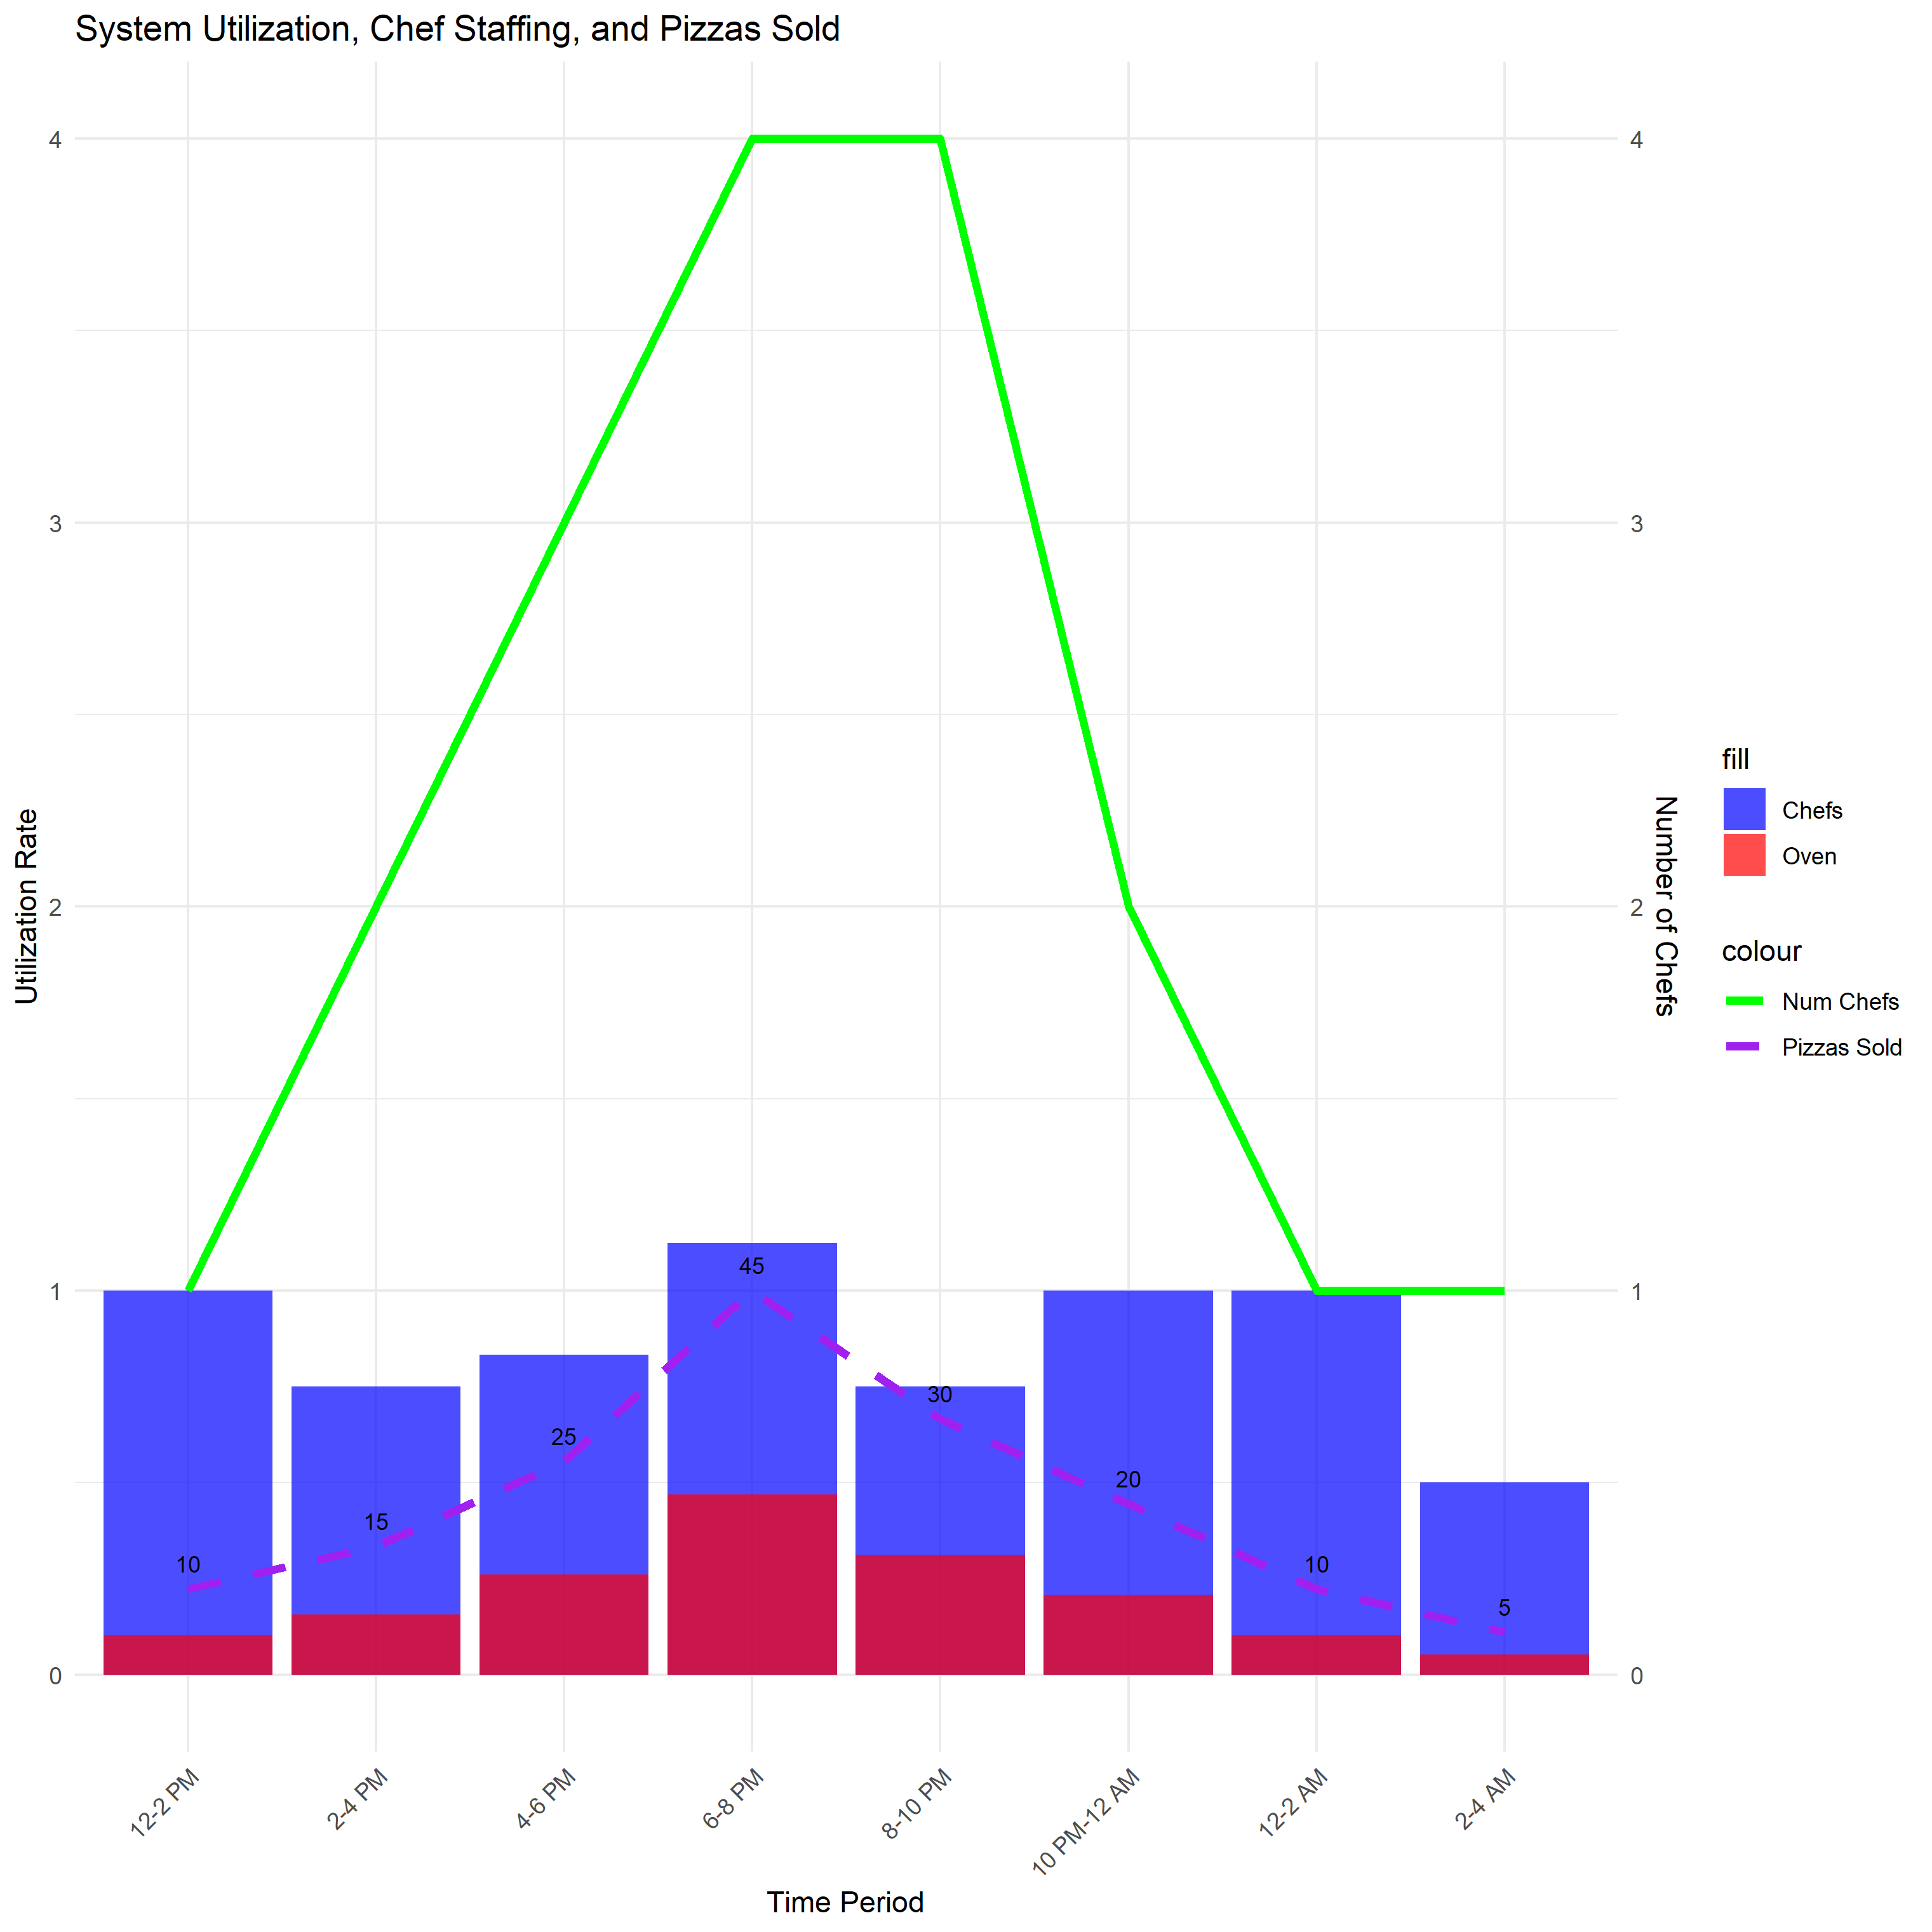 System Utilization, Chef Staffing, and Pizzas Sold
4
3
2
1
0
Utilization Rate
4
3
2
1
0
Number of Chefs
10
15
25
45
30
20
10
5
12-2 PM
2-4 PM
4-6 PM
6-8 PM
8-10 PM
10 PM-12 AM
12-2 AM
2-4 AM
Time Period
fill
Chefs
Oven
colour
Num Chefs
Pizzas Sold